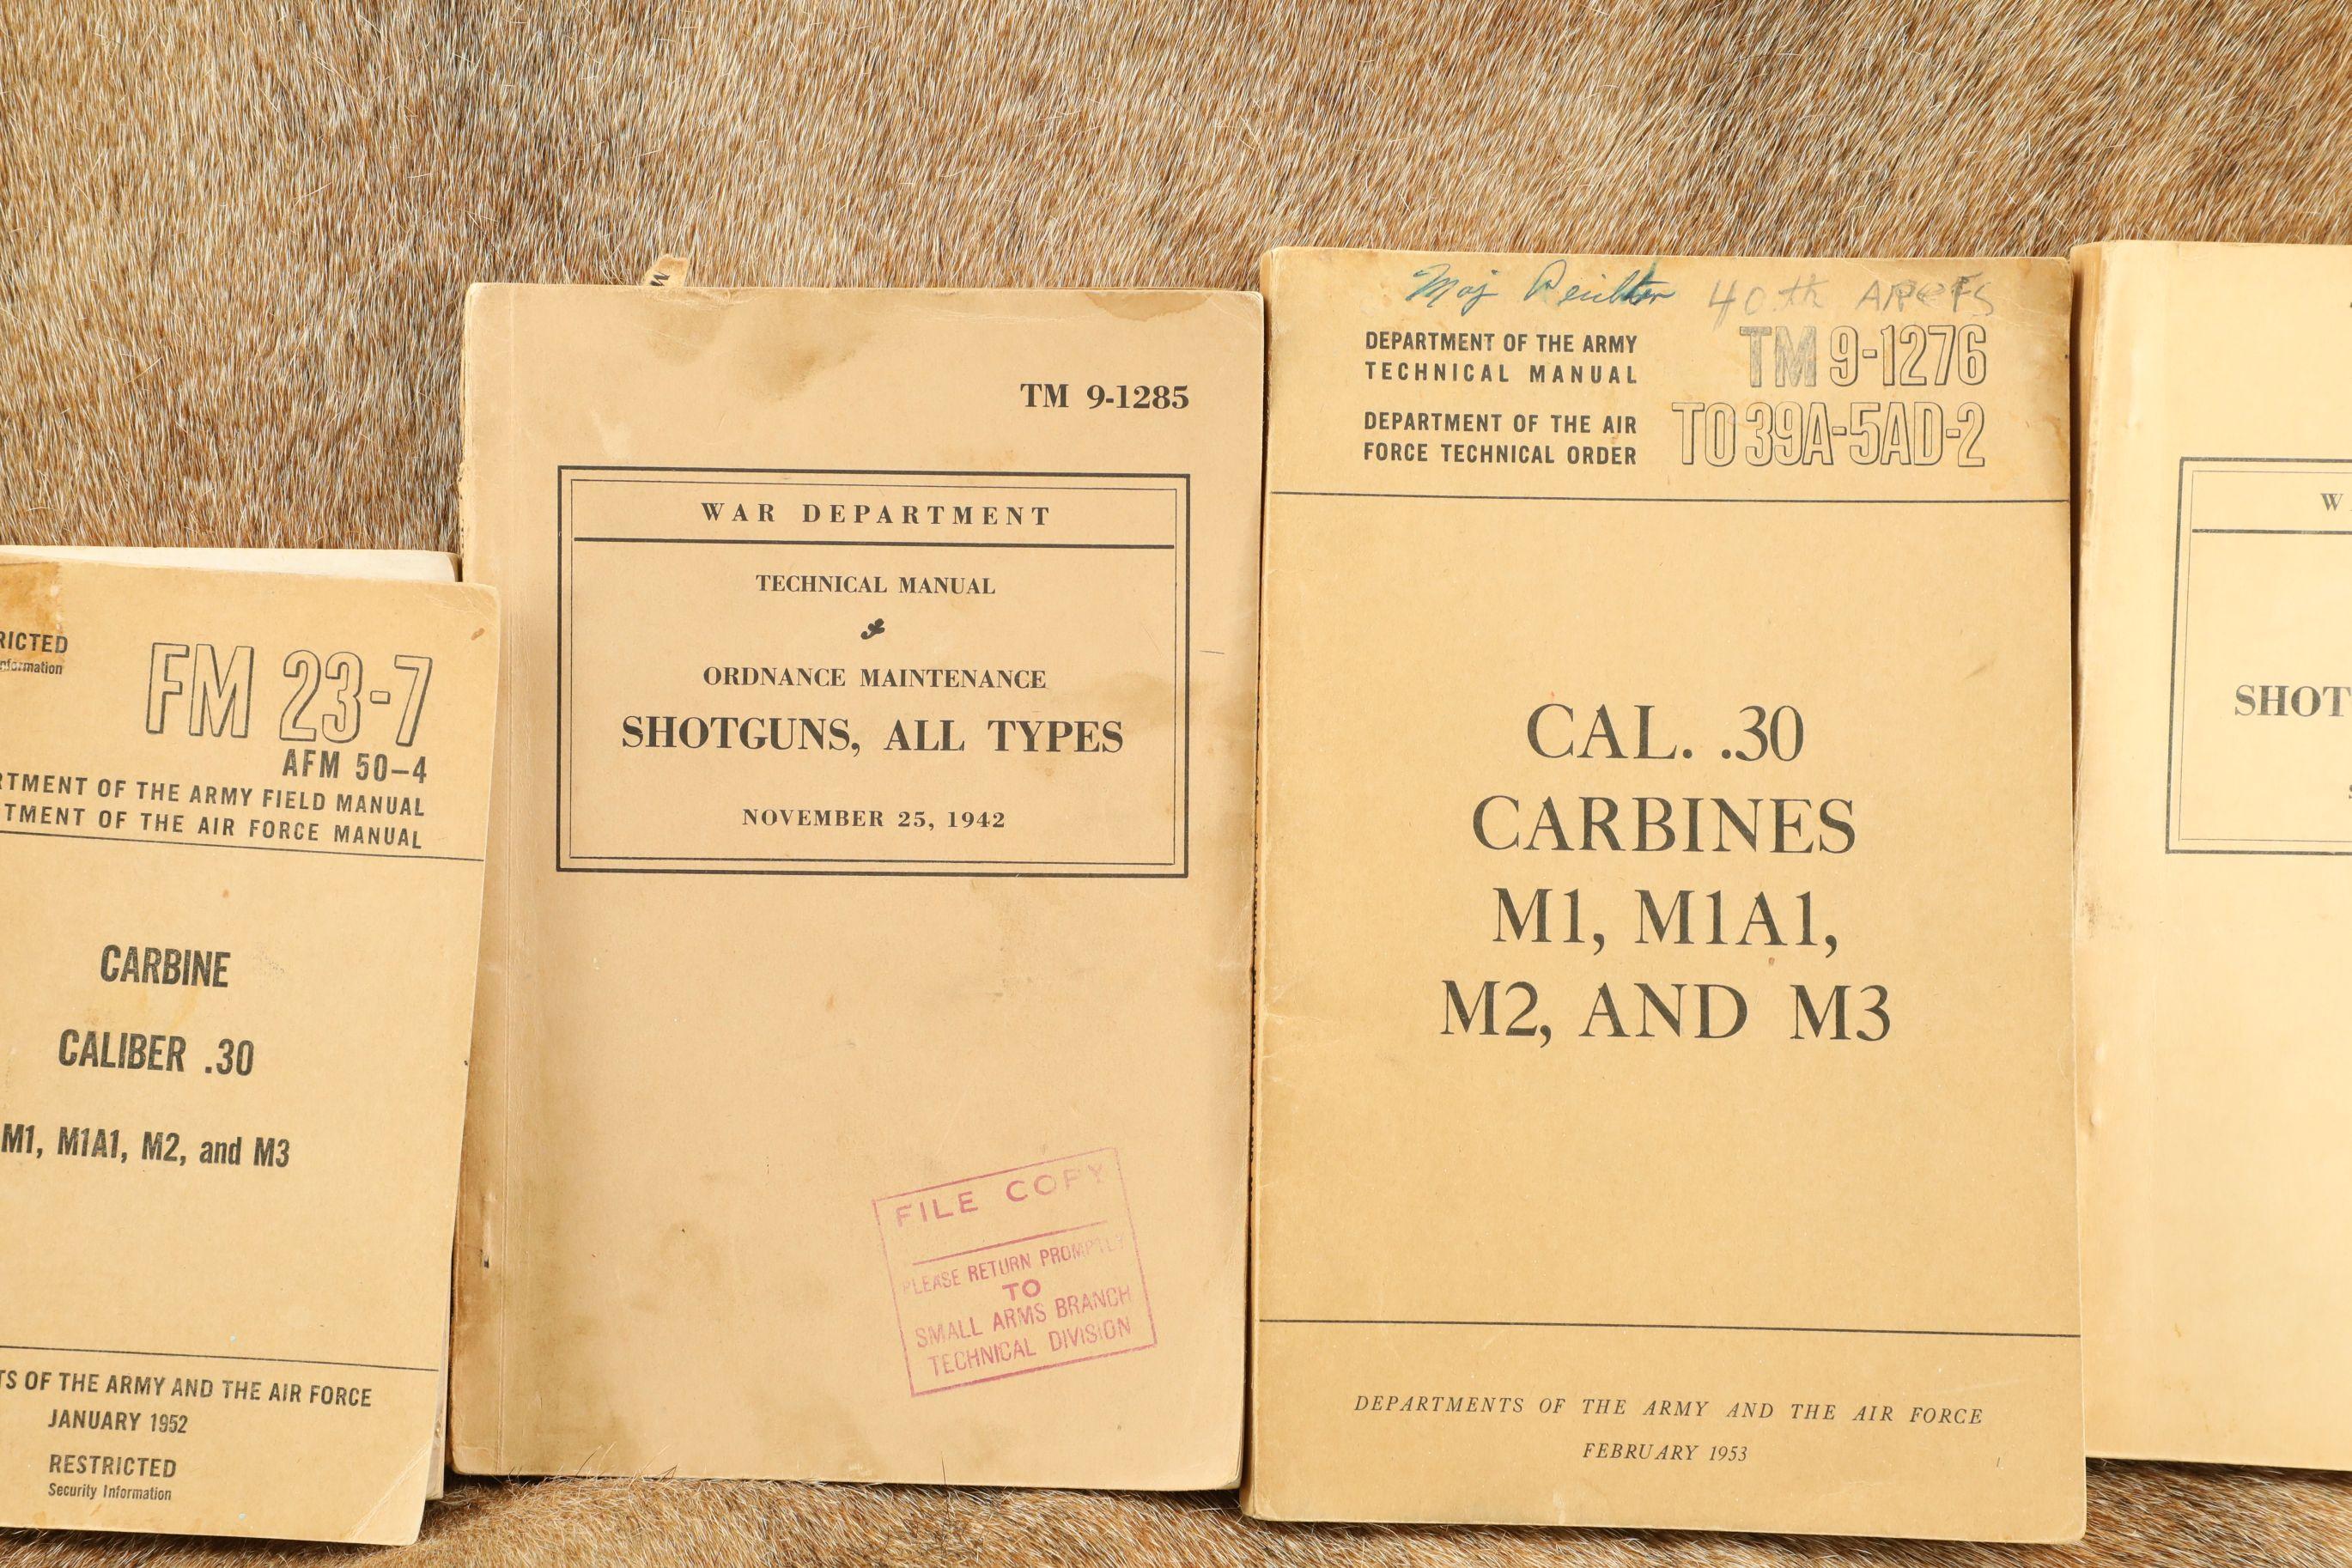 RICTED
nformation
FM 23-7
AFM 50-4
RTMENT OF THE ARMY FIELD MANUAL
TMENT OF THE AIR FORCE MANUAL
CARBINE
CALIBER .30
M1, M1A1, M2, and M3
TS OF THE ARMY AND THE AIR FORCE
JANUARY 1952
RESTRICTED
Security Information
TM 9-1285
WAR DEPARTMENT
TECHNICAL MANUAL
ORDNANCE MAINTENANCE
SHOTGUNS, ALL TYPES
NOVEMBER 25, 1942
FILE COPY
PLEASE RETURN PROMPTLY
TO
SMALL ARMS BRANCH
TECHNICAL DIVISION
Maj 40th
DEPARTMENT OF THE ARMY
TECHNICAL MANUAL
TM 9-1276
DEPARTMENT OF THE AIR
FORCE TECHNICAL ORDER
TO 39A-5AD-2
CAL. .30
CARBINES
M1, M1A1,
M2, AND M3
DEPARTMENTS OF THE ARMY AND THE AIR FORCE
FEBRUARY 1953
W
SHOT